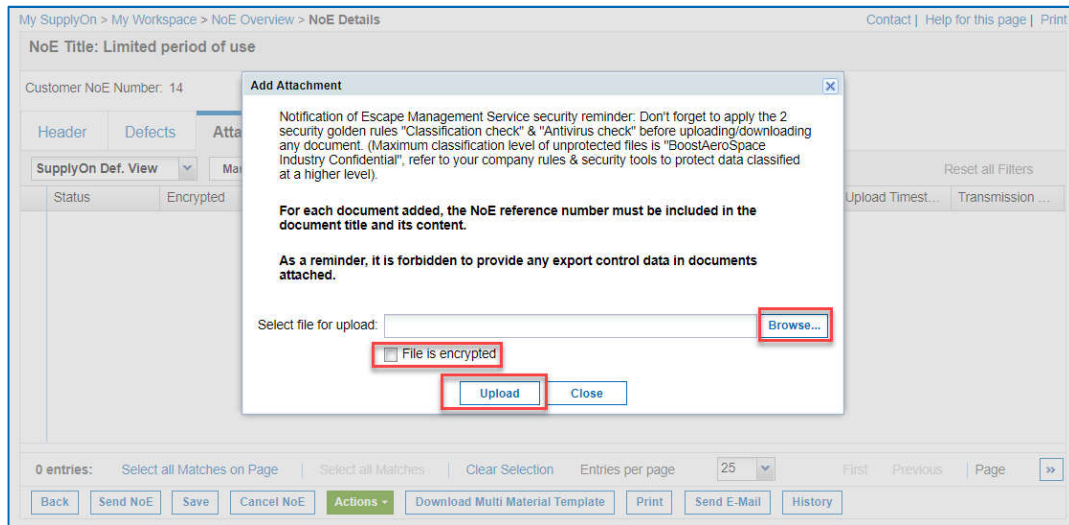 My SupplyOn > My Workspace > NoE Overview > NoE Details
Contact | Help for this page | Print
NoE Title: Limited period of use
Customer NoE Number: 14
Header Defects Atta
SupplyOn Def. View Ma Reset all Filters
Status Encrypted Upload Timest... Transmission ...
Add Attachment
Notification of Escape Management Service security reminder: Don't forget to apply the 2
security golden rules "Classification check" & "Antivirus check" before uploading/downloading
any document. (Maximum classification level of unprotected files is "BoostAeroSpace
Industry Confidential", refer to your company rules & security tools to protect data classified
at a higher level).
For each document added, the NoE reference number must be included in the
document title and its content.
As a reminder, it is forbidden to provide any export control data in documents
attached.
Select file for upload: Browse...
File is encrypted
Upload Close
0 entries: Select all Matches on Page | Select all Matches | Clear Selection Entries per page 25 First Previous | Page »
Back Send NoE Save Cancel NoE Actions Download Multi Material Template Print Send E-Mail History